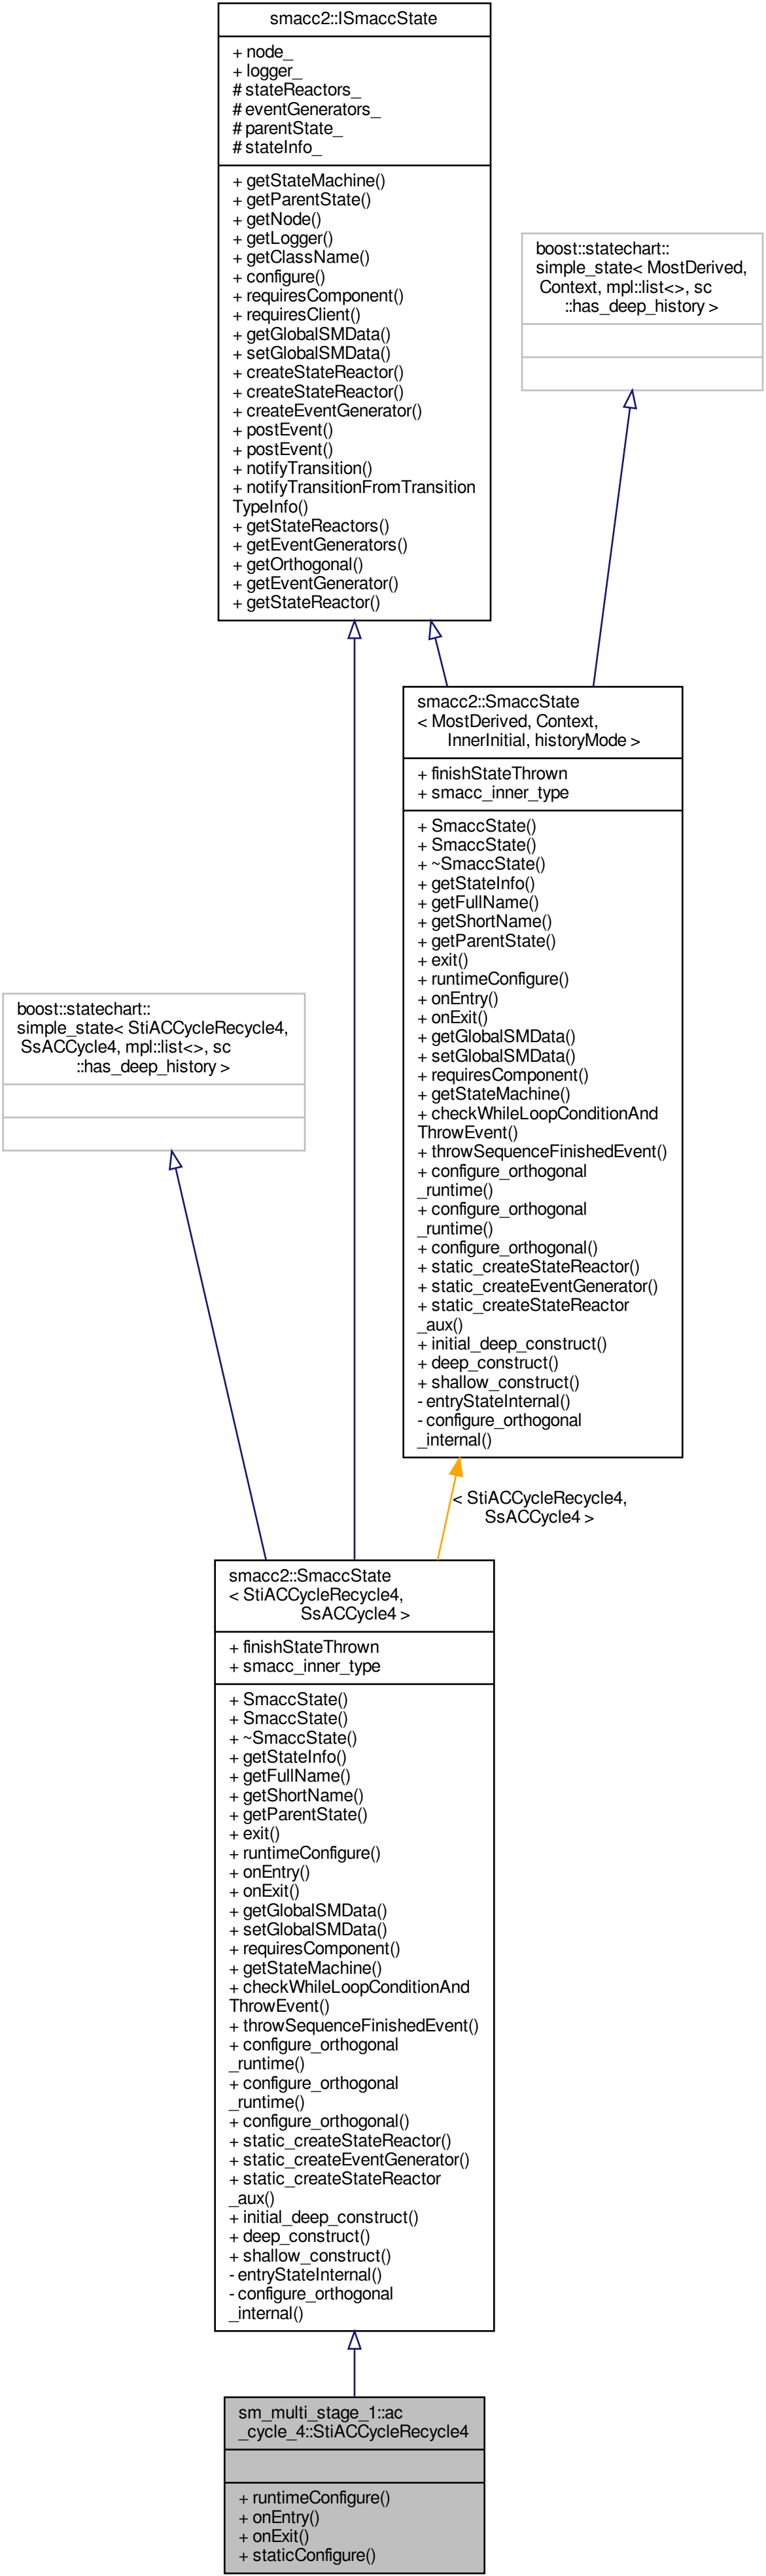 smacc2::ISmaccState
+ node_
+ logger_
# stateReactors_
# eventGenerators_
# parentState_
# stateInfo_
+ getStateMachine()
+ getParentState()
+ getNode()
+ getLogger()
+ getClassName()
+ configure()
+ requiresComponent()
+ requiresClient()
+ getGlobalSMData()
+ setGlobalSMData()
+ createStateReactor()
+ createStateReactor()
+ createEventGenerator()
+ postEvent()
+ postEvent()
+ notifyTransition()
+ notifyTransitionFromTransition
TypeInfo()
+ getStateReactors()
+ getEventGenerators()
+ getOrthogonal()
+ getEventGenerator()
+ getStateReactor()
boost::statechart::
simple_state< MostDerived,
Context, mpl::list<>, sc
::has_deep_history >
smacc2::SmaccState
< MostDerived, Context,
InnerInitial, historyMode >
+ finishStateThrown
+ smacc_inner_type
+ SmaccState()
+ SmaccState()
+ ~SmaccState()
+ getStateInfo()
+ getFullName()
+ getShortName()
+ getParentState()
+ exit()
+ runtimeConfigure()
+ onEntry()
+ onExit()
+ getGlobalSMData()
+ setGlobalSMData()
+ requiresComponent()
+ getStateMachine()
+ checkWhileLoopConditionAnd
ThrowEvent()
+ throwSequenceFinishedEvent()
+ configure_orthogonal
_runtime()
+ configure_orthogonal
_runtime()
+ configure_orthogonal()
+ static_createStateReactor()
+ static_createEventGenerator()
+ static_createStateReactor
_aux()
+ initial_deep_construct()
+ deep_construct()
+ shallow_construct()
- entryStateInternal()
- configure_orthogonal
_internal()
boost::statechart::
simple_state< StiACCycleRecycle4,
SsACCycle4, mpl::list<>, sc
::has_deep_history >
< StiACCycleRecycle4,
SsACCycle4 >
smacc2::SmaccState
< StiACCycleRecycle4,
SsACCycle4 >
+ finishStateThrown
+ smacc_inner_type
+ SmaccState()
+ SmaccState()
+ ~SmaccState()
+ getStateInfo()
+ getFullName()
+ getShortName()
+ getParentState()
+ exit()
+ runtimeConfigure()
+ onEntry()
+ onExit()
+ getGlobalSMData()
+ setGlobalSMData()
+ requiresComponent()
+ getStateMachine()
+ checkWhileLoopConditionAnd
ThrowEvent()
+ throwSequenceFinishedEvent()
+ configure_orthogonal
_runtime()
+ configure_orthogonal
_runtime()
+ configure_orthogonal()
+ static_createStateReactor()
+ static_createEventGenerator()
+ static_createStateReactor
_aux()
+ initial_deep_construct()
+ deep_construct()
+ shallow_construct()
- entryStateInternal()
- configure_orthogonal
_internal()
sm_multi_stage_1::ac
_cycle_4::StiACCycleRecycle4
+ runtimeConfigure()
+ onEntry()
+ onExit()
+ staticConfigure()